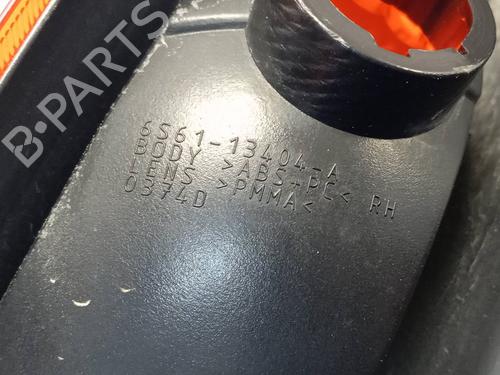 6S61-13404-A
BODY >ABS+PC< RH
LENS >PMMA<
0374D
B-PARTS